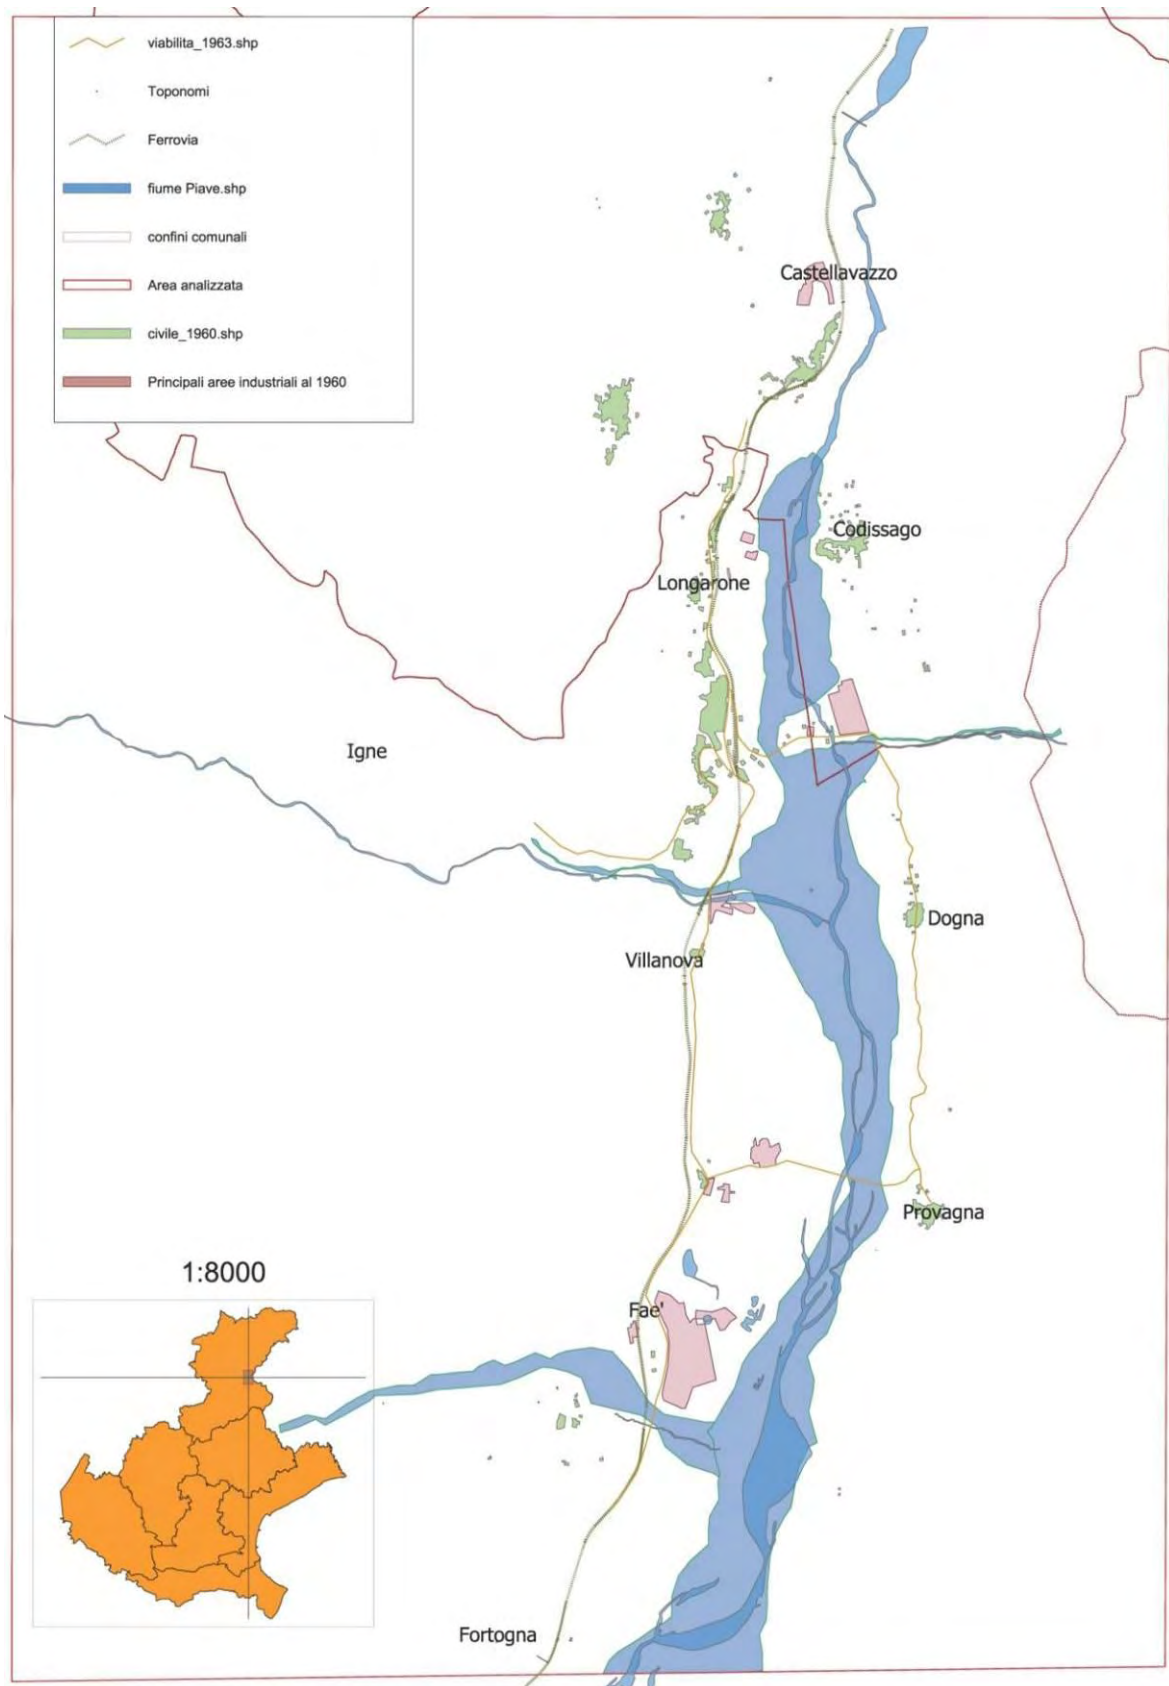 viabilita_1963.shp
Toponomi
Ferrovia
fiume Piave.shp
confini comunali
Area analizzata
civile_1960.shp
Principali aree industriali al 1960
Castellavazzo
Codissago
Longarone
Igne
Dogna
Villanova
Provagna
1:8000
Fae'
Fortogna